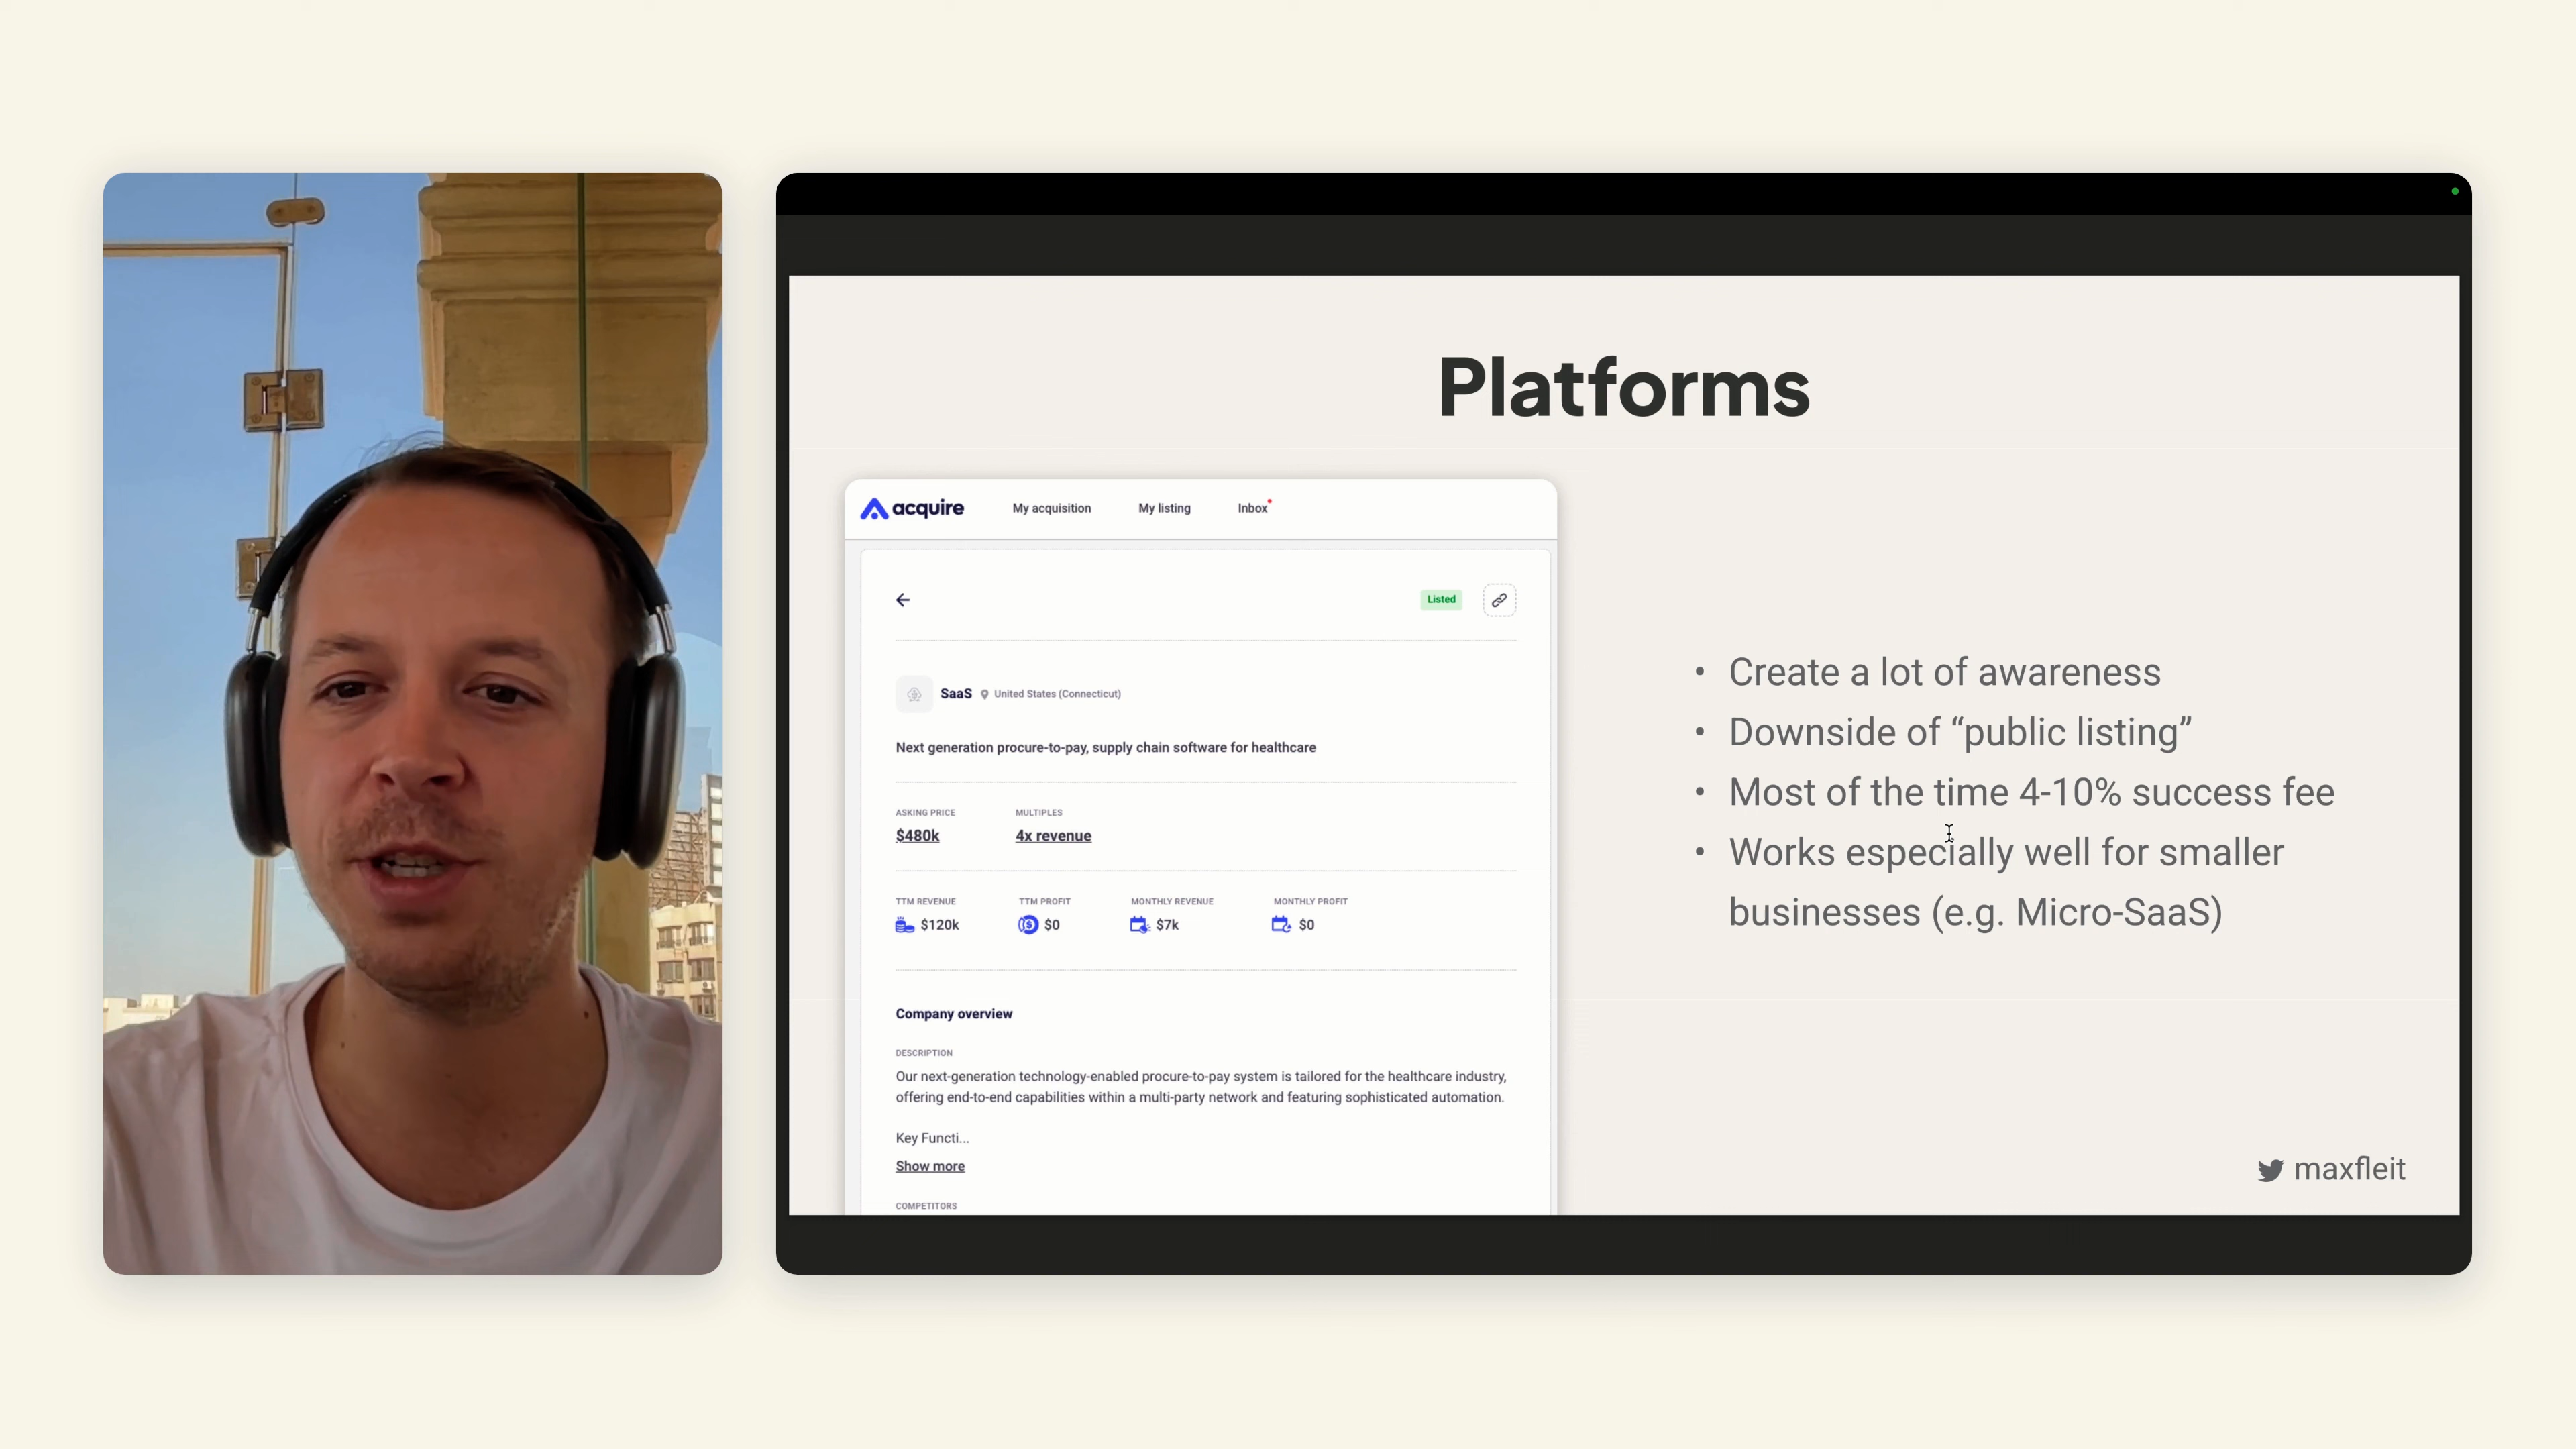 Platforms
acquire My acquisition My listing Inbox
Listed
SaaS United States (Connecticut)
Next generation procure-to-pay, supply chain software for healthcare
ASKING PRICE MULTIPLES
$480k 4x revenue
TTM REVENUE TTM PROFIT MONTHLY REVENUE MONTHLY PROFIT
$120k $0 $7k $0
Company overview
DESCRIPTION
Our next-generation technology-enabled procure-to-pay system is tailored for the healthcare industry,
offering end-to-end capabilities within a multi-party network and featuring sophisticated automation.
Key Functi...
Show more
COMPETITORS
• Create a lot of awareness
• Downside of “public listing”
• Most of the time 4-10% success fee
• Works especially well for smaller
businesses (e.g. Micro-SaaS)
maxfleit